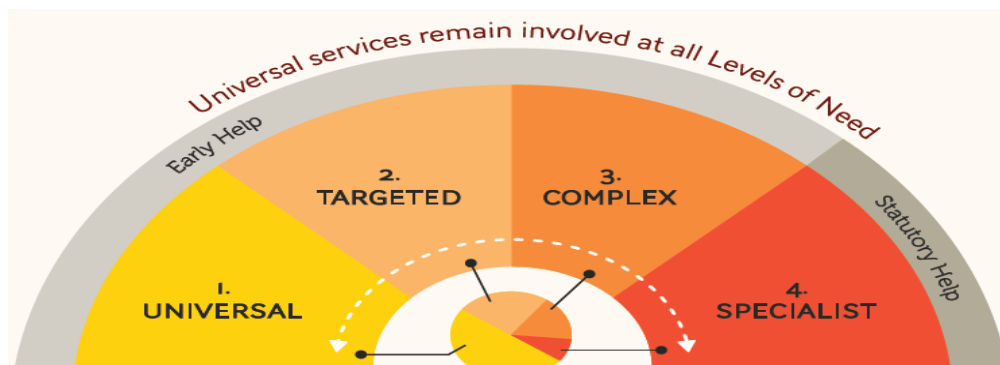 Universal services remain involved at all Levels of Need
Early Help
2.
TARGETED
3.
COMPLEX
Statutory Help
1.
UNIVERSAL
4.
SPECIALIST